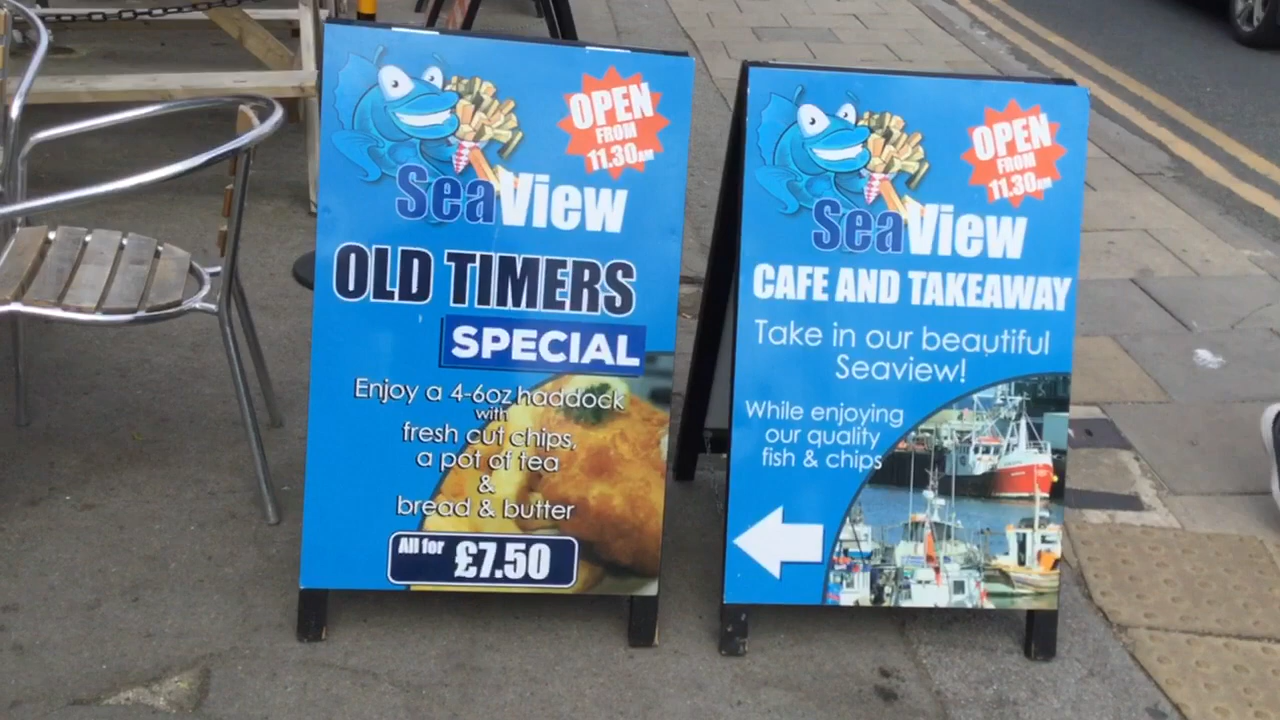 OPEN
FROM
11.30AM
SeaView
OLD TIMERS
SPECIAL
Enjoy a 4-6oz haddock
with
fresh cut chips,
a pot of tea
&
bread & butter
All for £7.50
OPEN
FROM
11.30AM
SeaView
CAFE AND TAKEAWAY
Take in our beautiful
Seaview!
While enjoying
our quality
fish & chips